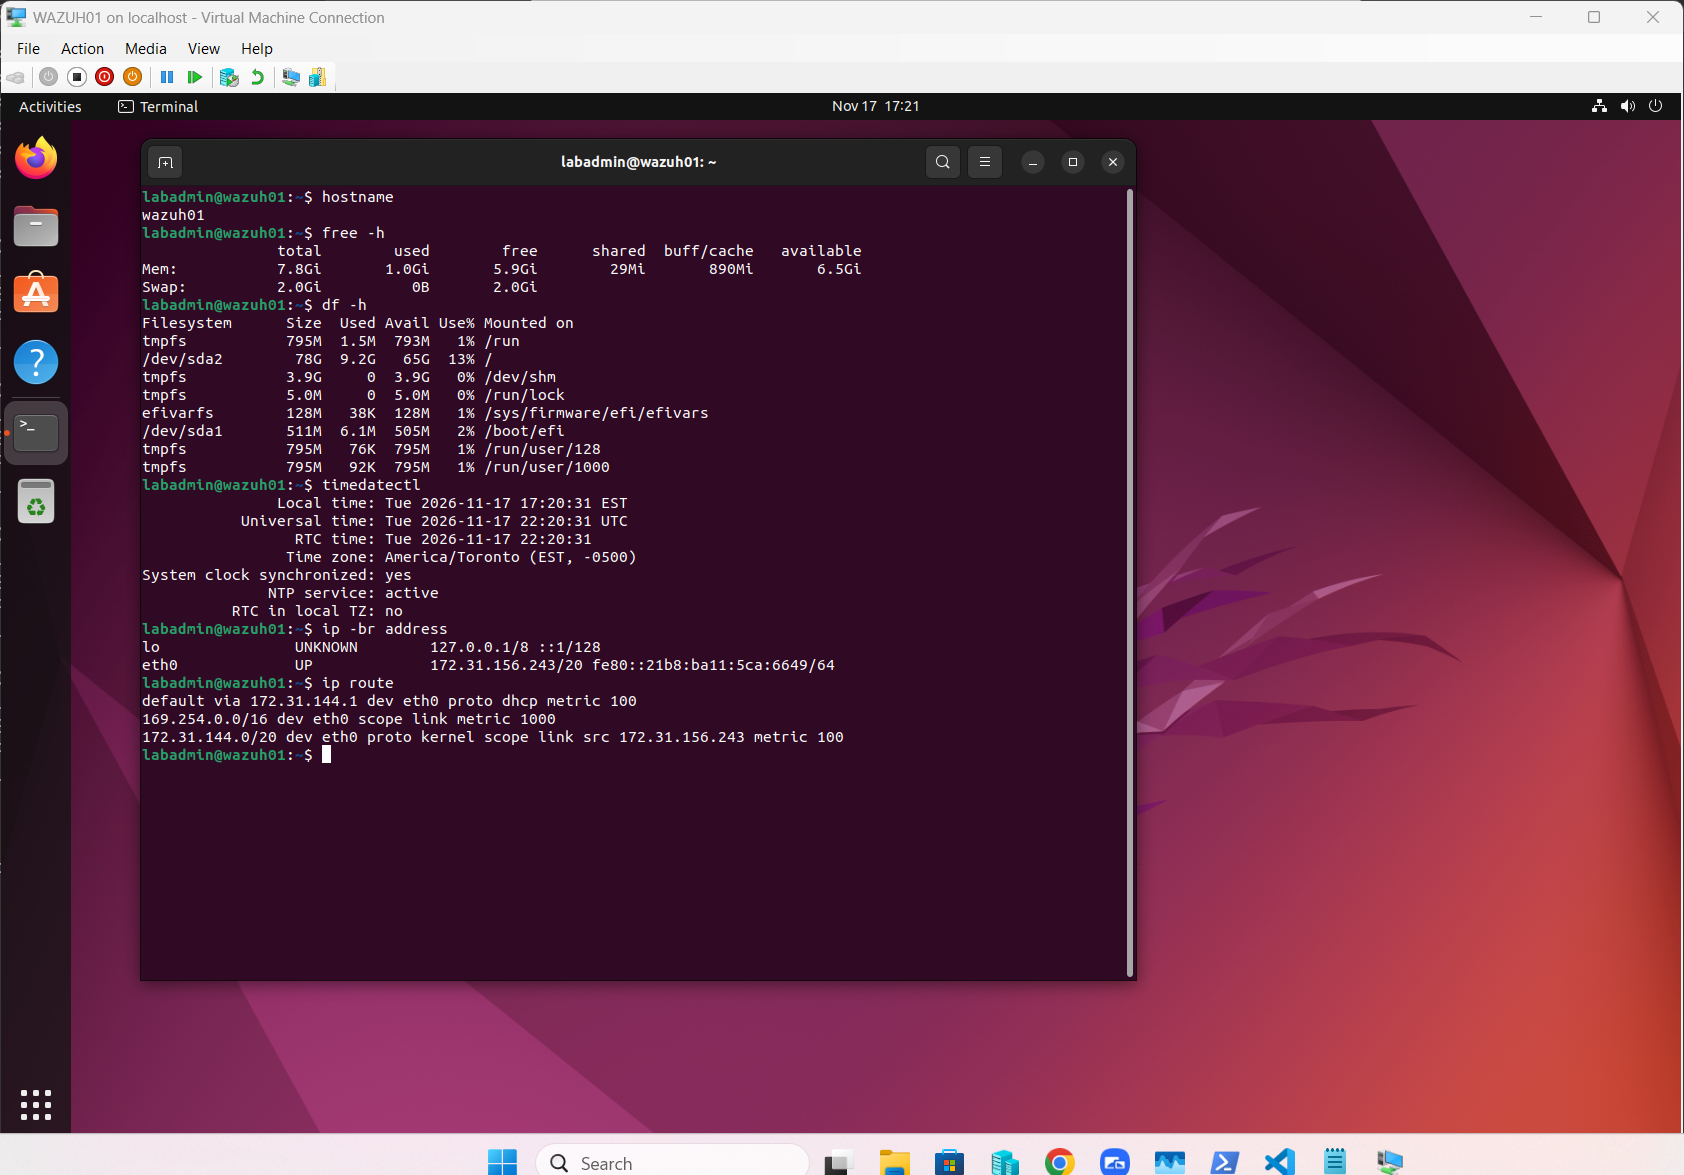 WAZUH01 on localhost - Virtual Machine Connection
File Action Media View Help
Activities Terminal Nov 17 17:21
labadmin@wazuh01: ~
labadmin@wazuh01:~$ hostname
wazuh01
labadmin@wazuh01:~$ free -h
total used free shared buff/cache available
Mem: 7.8Gi 1.0Gi 5.9Gi 29Mi 890Mi 6.5Gi
Swap: 2.0Gi 0B 2.0Gi
labadmin@wazuh01:~$ df -h
Filesystem Size Used Avail Use% Mounted on
tmpfs 795M 1.5M 793M 1% /run
/dev/sda2 78G 9.2G 65G 13% /
tmpfs 3.9G 0 3.9G 0% /dev/shm
tmpfs 5.0M 0 5.0M 0% /run/lock
efivarfs 128M 38K 128M 1% /sys/firmware/efi/efivars
/dev/sda1 511M 6.1M 505M 2% /boot/efi
tmpfs 795M 76K 795M 1% /run/user/128
tmpfs 795M 92K 795M 1% /run/user/1000
labadmin@wazuh01:~$ timedatectl
Local time: Tue 2026-11-17 17:20:31 EST
Universal time: Tue 2026-11-17 22:20:31 UTC
RTC time: Tue 2026-11-17 22:20:31
Time zone: America/Toronto (EST, -0500)
System clock synchronized: yes
NTP service: active
RTC in local TZ: no
labadmin@wazuh01:~$ ip -br address
lo UNKNOWN 127.0.0.1/8 ::1/128
eth0 UP 172.31.156.243/20 fe80::21b8:ba11:5ca:6649/64
labadmin@wazuh01:~$ ip route
default via 172.31.144.1 dev eth0 proto dhcp metric 100
169.254.0.0/16 dev eth0 scope link metric 1000
172.31.144.0/20 dev eth0 proto kernel scope link src 172.31.156.243 metric 100
labadmin@wazuh01:~$
Search